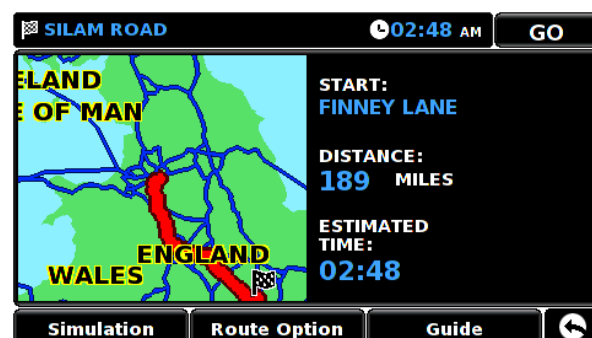 SILAM ROAD
02:48 AM
GO
ELAND
E OF MAN
ENGLAND
WALES
START:
FINNEY LANE
DISTANCE:
189 MILES
ESTIMATED
TIME:
02:48
Simulation
Route Option
Guide